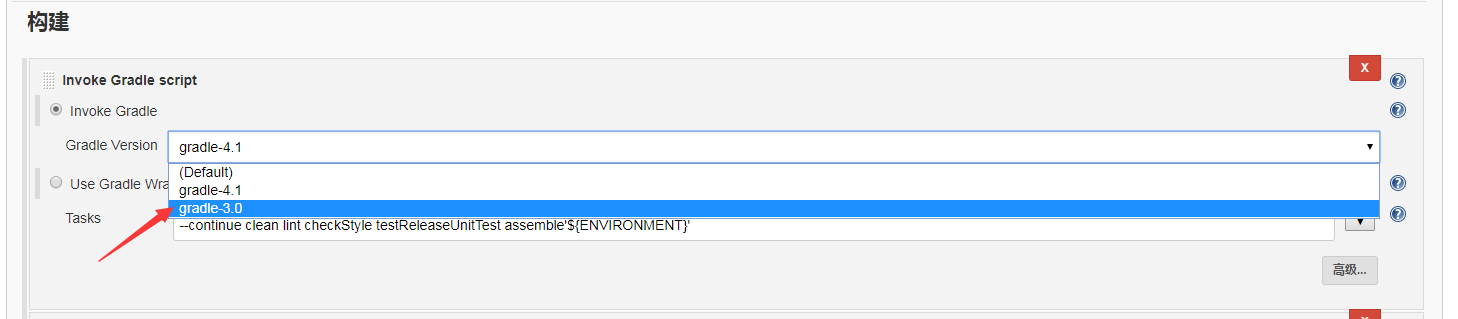 构建
X
Invoke Gradle script
Invoke Gradle
Gradle Version
gradle-4.1
(Default)
gradle-4.1
Use Gradle Wra
gradle-3.0
Tasks
--continue clean lint checkStyle testReleaseUnitTest assemble'${ENVIRONMENT}'
高级...